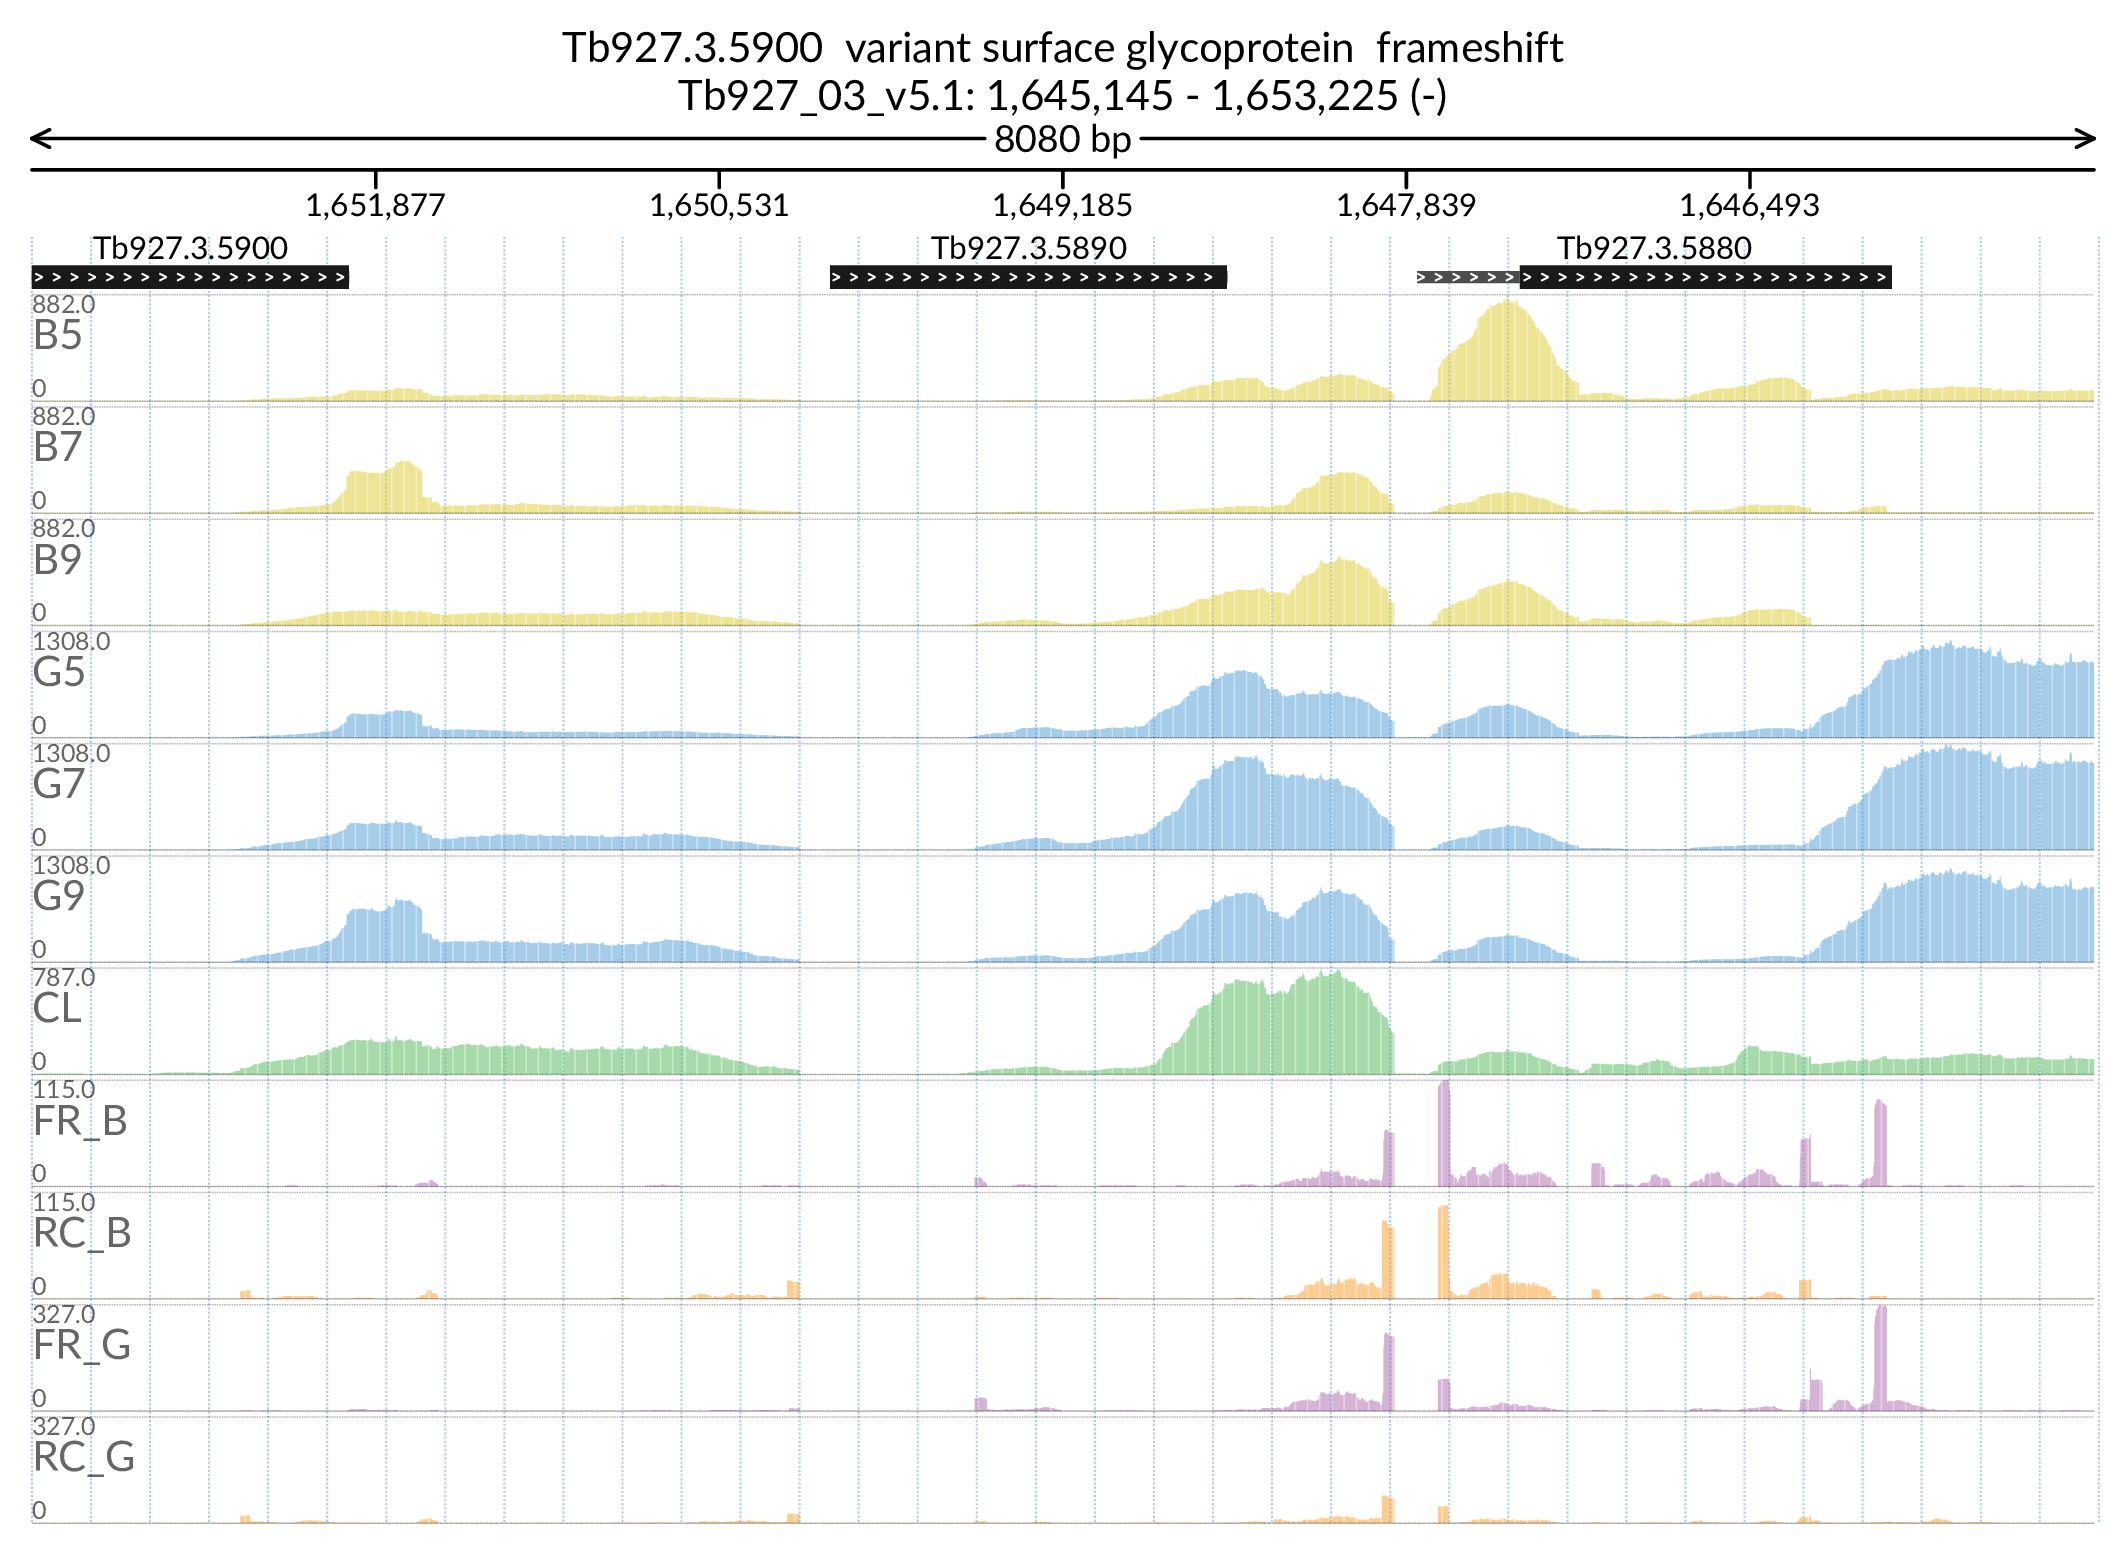 Tb927.3.5900 variant surface glycoprotein frameshift
Tb927_03_v5.1: 1,645,145 - 1,653,225 (-)
8080 bp
1,651,877 1,650,531 1,649,185 1,647,839 1,646,493
Tb927.3.5900 Tb927.3.5890 Tb927.3.5880
882.0
B5
0
882.0
B7
0
882.0
B9
0
1308.0
G5
0
1308.0
G7
0
1308.0
G9
0
787.0
CL
0
115.0
FR_B
0
115.0
RC_B
0
327.0
FR_G
0
327.0
RC_G
0